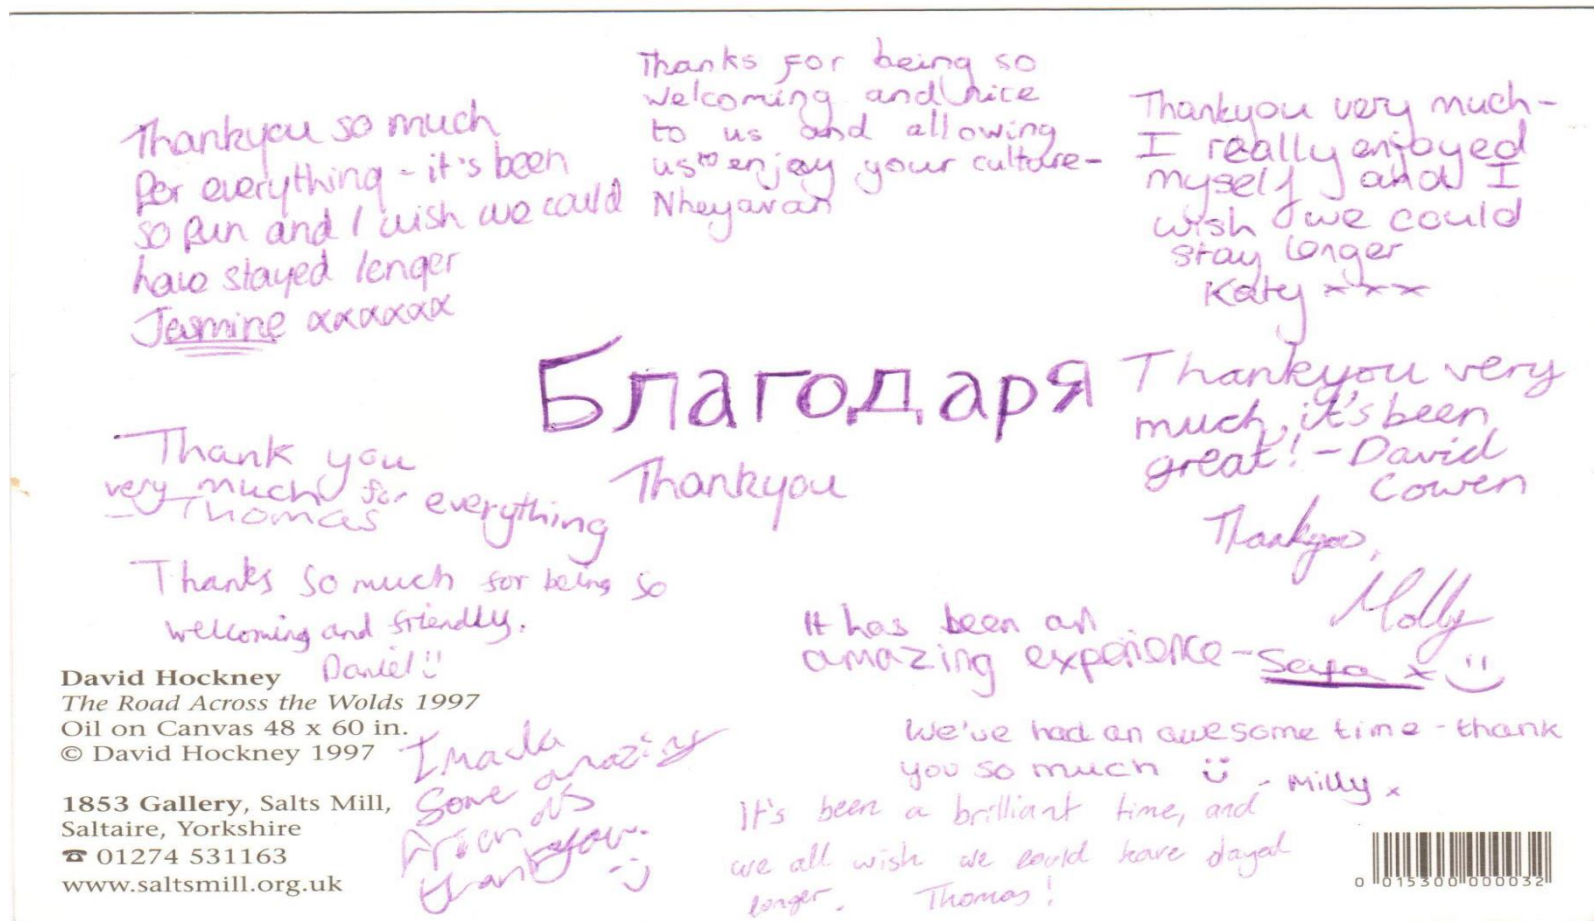 Thankyou so much
for everything - it's been
so fun and I wish we could
have stayed longer
Jasmine xxxxxxx
Thanks for being so
welcoming and nice
to us and allowing
us to enjoy your culture -
Nheyavan
Thankyou very much -
I really enjoyed
myself and I
wish we could
stay longer
Katy xxx
Благодаря
Thankyou
Thankyou very
much, it's been
great! - David
Cowen
Thank you
very much for everything
- Thomas
Thankyou,
Molly
Thanks so much for being so
welcoming and friendly.
Daniel
It has been an
amazing experience - x
David Hockney
The Road Across the Wolds 1997
Oil on Canvas 48 x 60 in.
© David Hockney 1997
1853 Gallery, Salts Mill,
Saltaire, Yorkshire
☎ 01274 531163
www.saltsmill.org.uk
I made
some amazing
friends
thankyou.
We've had an awesome time - thank
you so much - Milly x
It's been a brilliant time, and
we all wish we could have stayed
longer. Thomas!
0 015300 000032